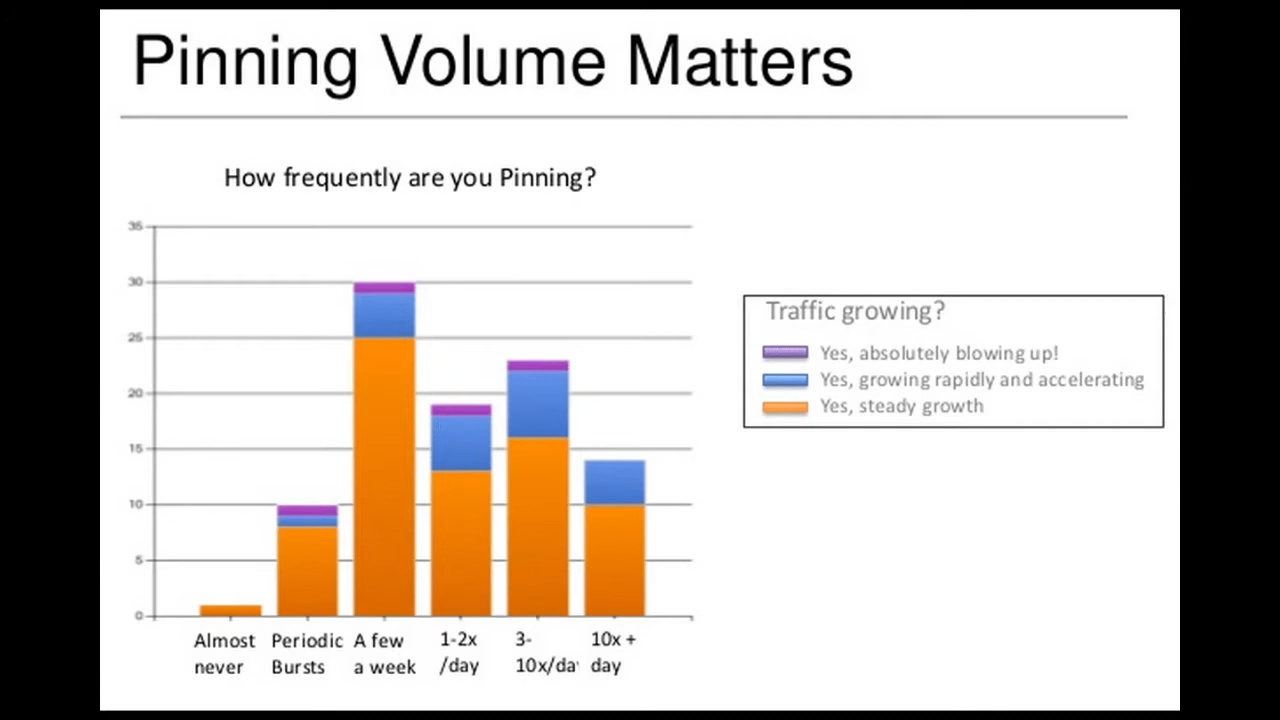 Pinning Volume Matters
How frequently are you Pinning?
35
30
25
20
15
10
5
0
Almost never
Periodic Bursts
A few a week
1-2x /day
3- 10x/da
10x + day
Traffic growing?
Yes, absolutely blowing up!
Yes, growing rapidly and accelerating
Yes, steady growth